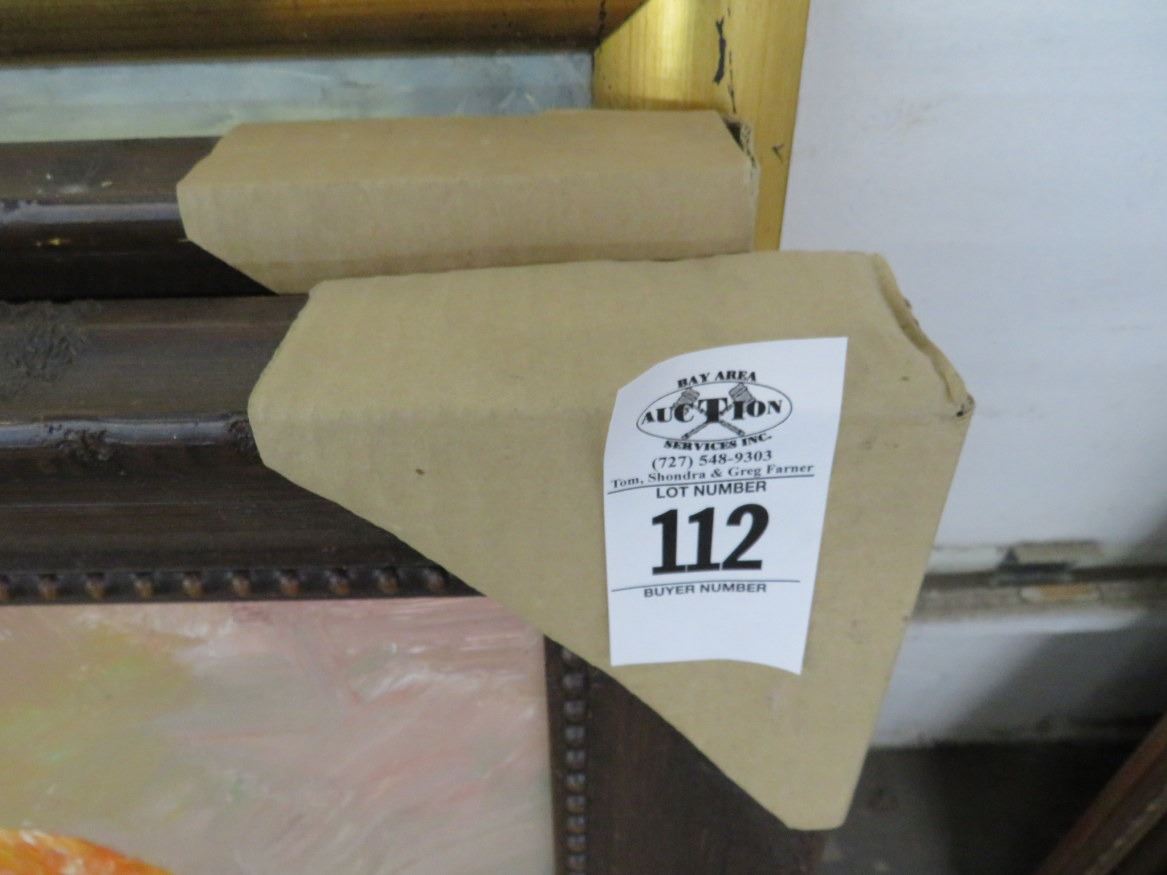 BAY AREA
AUCTION
SERVICES INC.
(727) 548-9303
Tom, Shondra & Greg Farner
LOT NUMBER
112
BUYER NUMBER